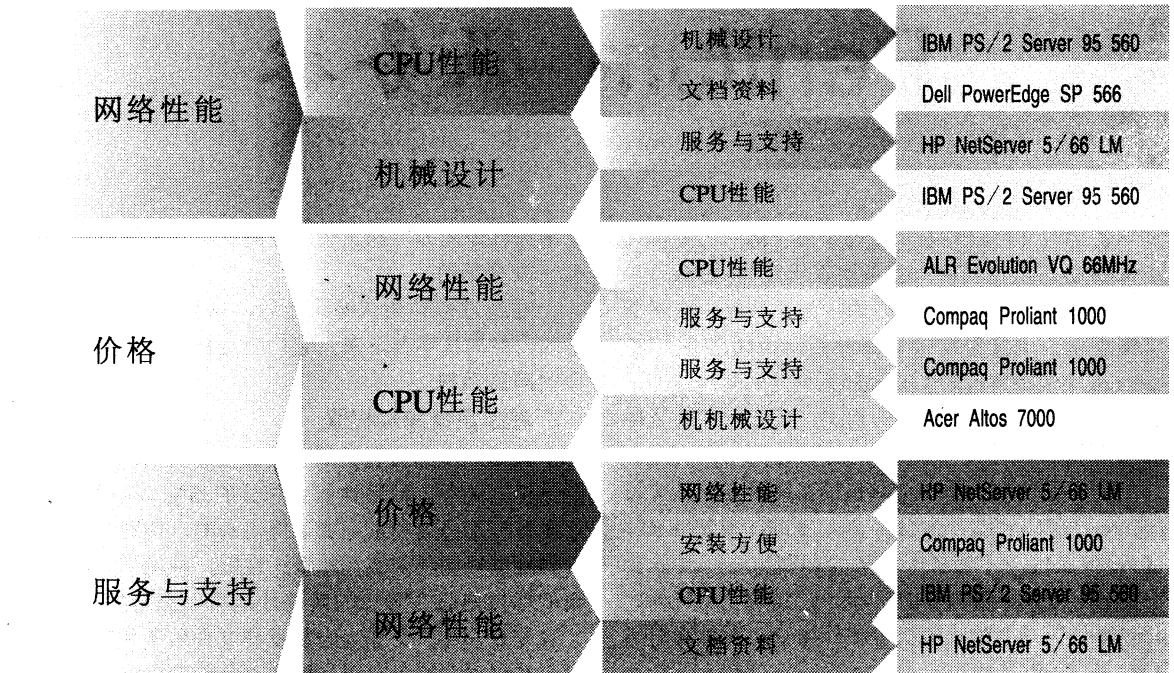 网络性能
CPU性能
机械设计
IBM PS/2 Server 95 560
文档资料
Dell PowerEdge SP 566
机械设计
服务与支持
HP NetServer 5/66 LM
CPU性能
IBM PS/2 Server 95 560
价格
网络性能
CPU性能
ALR Evolution VQ 66MHz
服务与支持
Compaq Proliant 1000
CPU性能
服务与支持
Compaq Proliant 1000
机机械设计
Acer Altos 7000
服务与支持
价格
网络性能
HP NetServer 5/66 LM
安装方便
Compaq Proliant 1000
网络性能
CPU性能
IBM PS/2 Server 95 560
文档资料
HP NetServer 5/66 LM